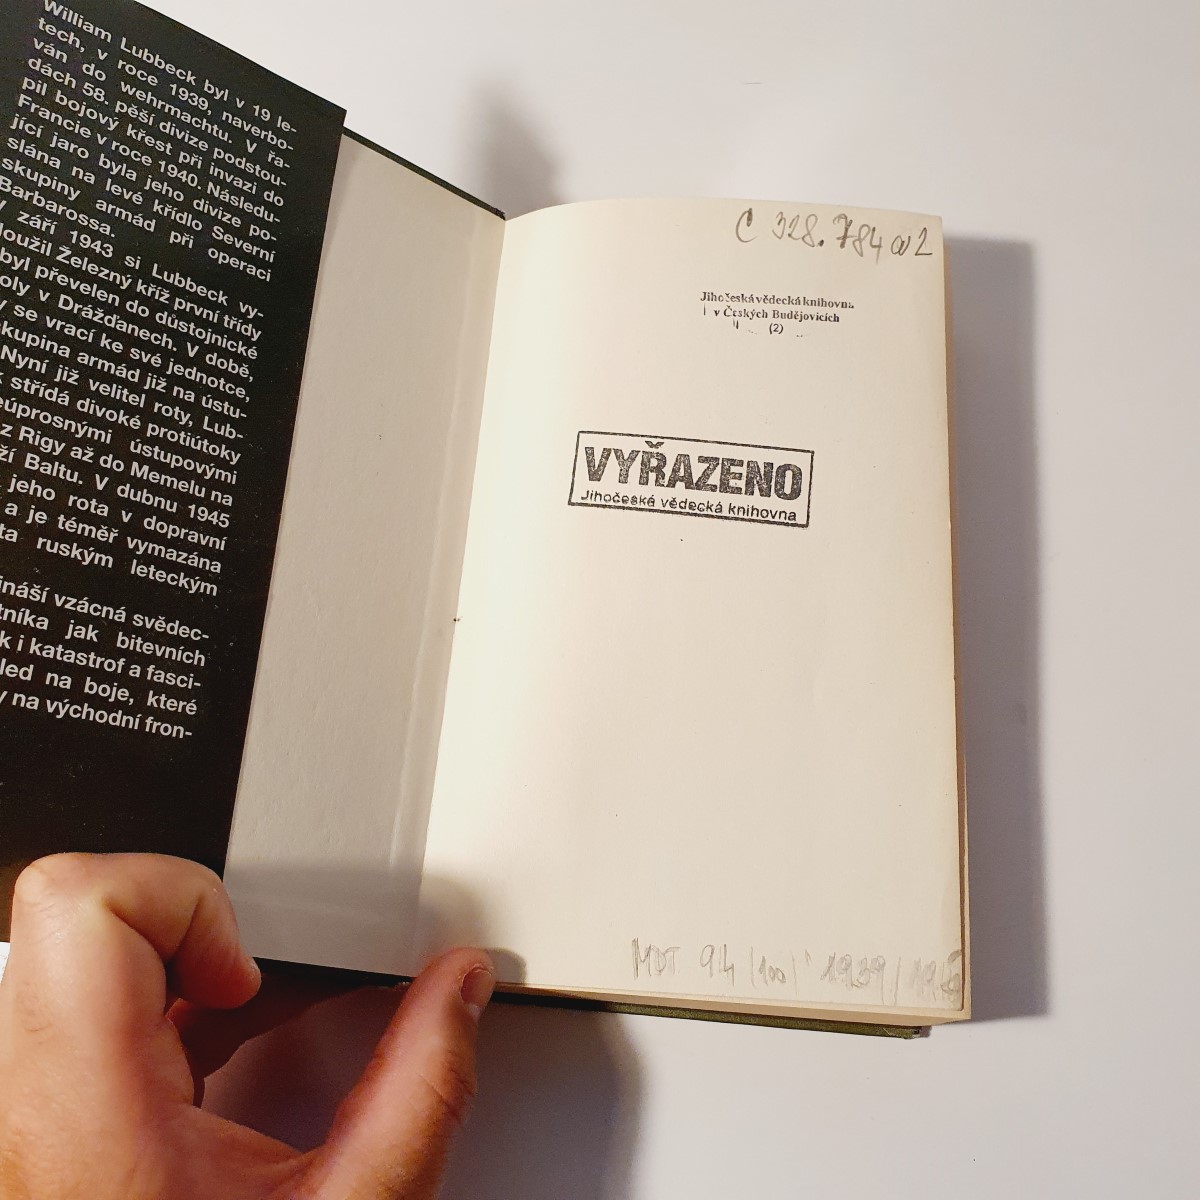 William Lubbeck byl v 19 le-
tech, v roce 1939, naverbo-
ván do wehrmachtu. V řa-
dách 58. pěší divize podstou-
pil bojový křest při invazi do
Francie v roce 1940. Následu-
jící jaro byla jeho divize po-
slána na levé křídlo Severní
skupiny armád při operaci
Barbarossa.
V září 1943 si Lubbeck vy-
sloužil Železný kříž první třídy
byl převelen do důstojnické
oly v Drážďanech. V době,
y se vrací ke své jednotce,
skupina armád již na ústu-
Nyní již velitel roty, Lub-
k střídá divoké protiútoky
eúprosnými ústupovými
z Rigy až do Memelu na
ží Baltu. V dubnu 1945
jeho rota v dopravní
a je téměř vymazána
ta ruským leteckým
ináší vzácná svědec-
tníka jak bitevních
k i katastrof a fasci-
led na boje, které
y na východní fron-
C 328.784 av2
Jihočeská vědecká knihovna
v Českých Budějovicích
(2)
VYŘAZENO
Jihočeská vědecká knihovna
MDT 94 (100) "1939/